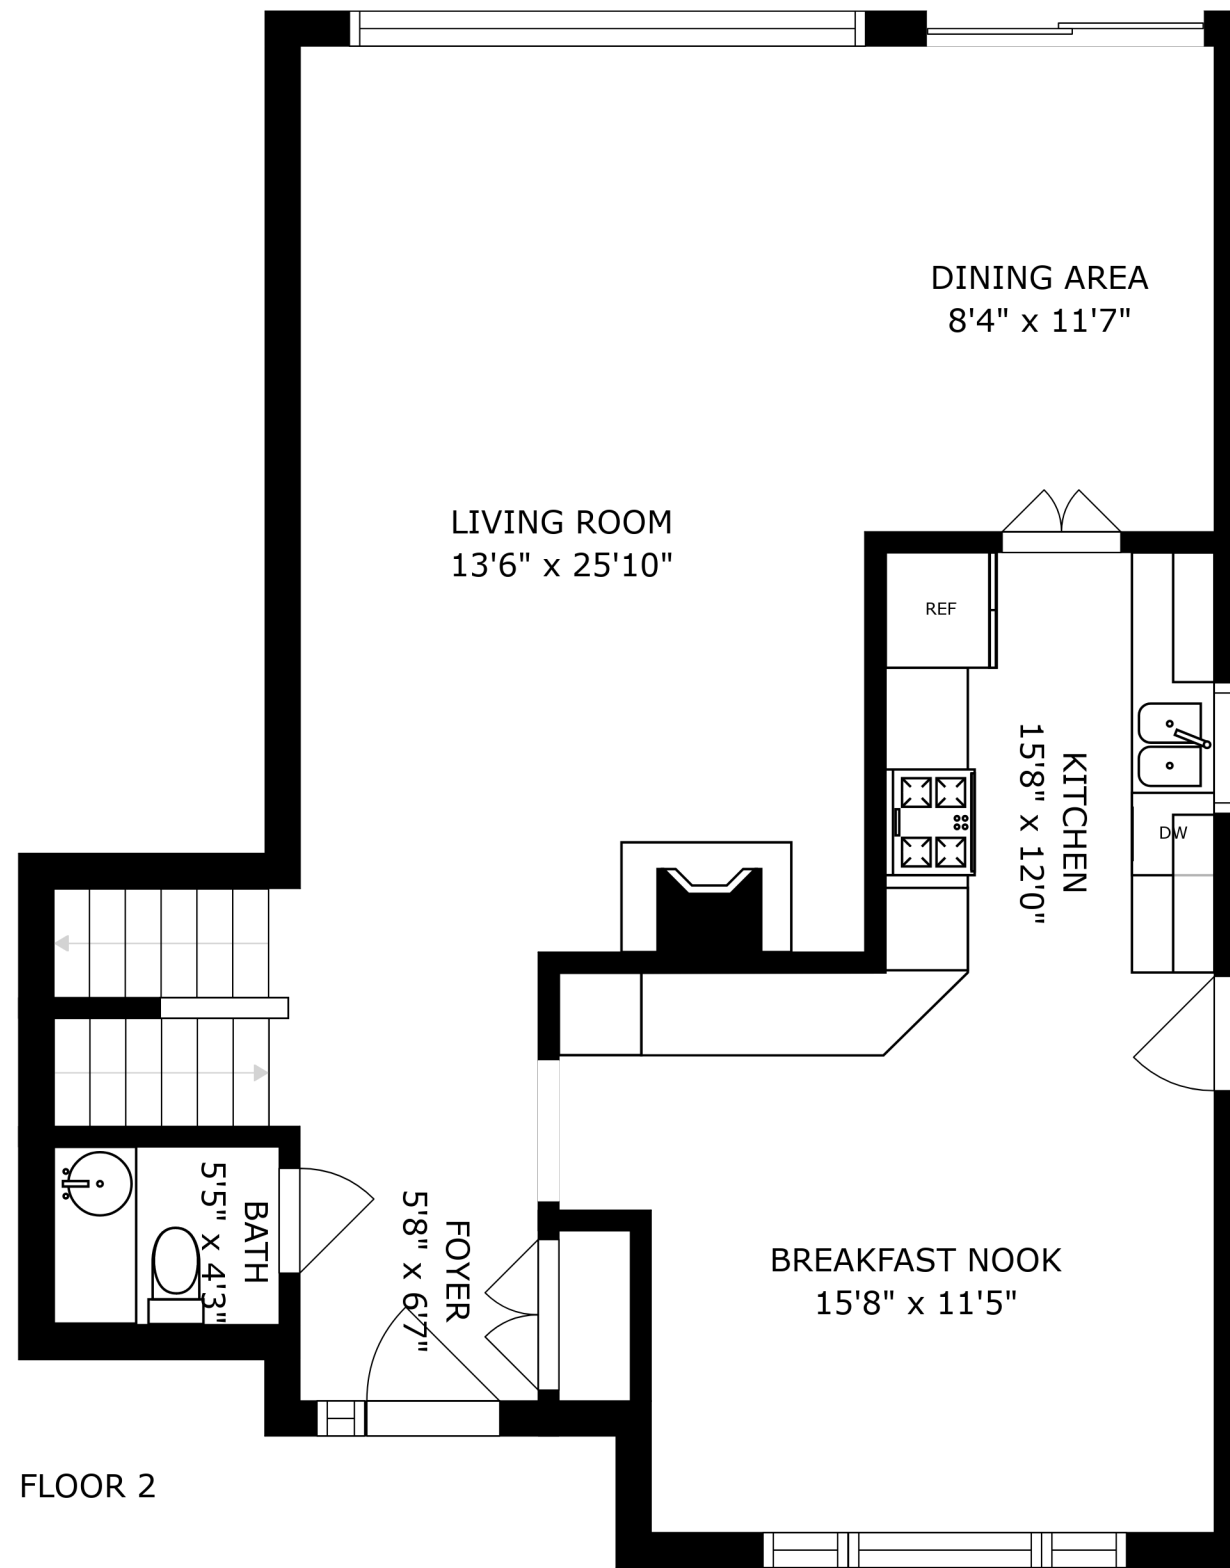 DINING AREA
8'4" x 11'7"
LIVING ROOM
13'6" x 25'10"
REF
KITCHEN
15'8" x 12'0"
DW
BATH
5'5" x 4'3"
FOYER
5'8" x 6'7"
BREAKFAST NOOK
15'8" x 11'5"
FLOOR 2